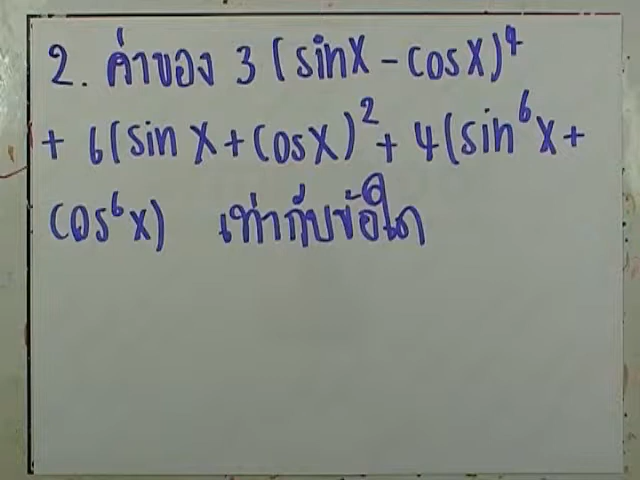 2. ค่าของ 3 (sinx - cosx)⁴
+ 6(sin x + cosx)² + 4(sin⁶x +
cos⁶x) เท่ากับข้อใด